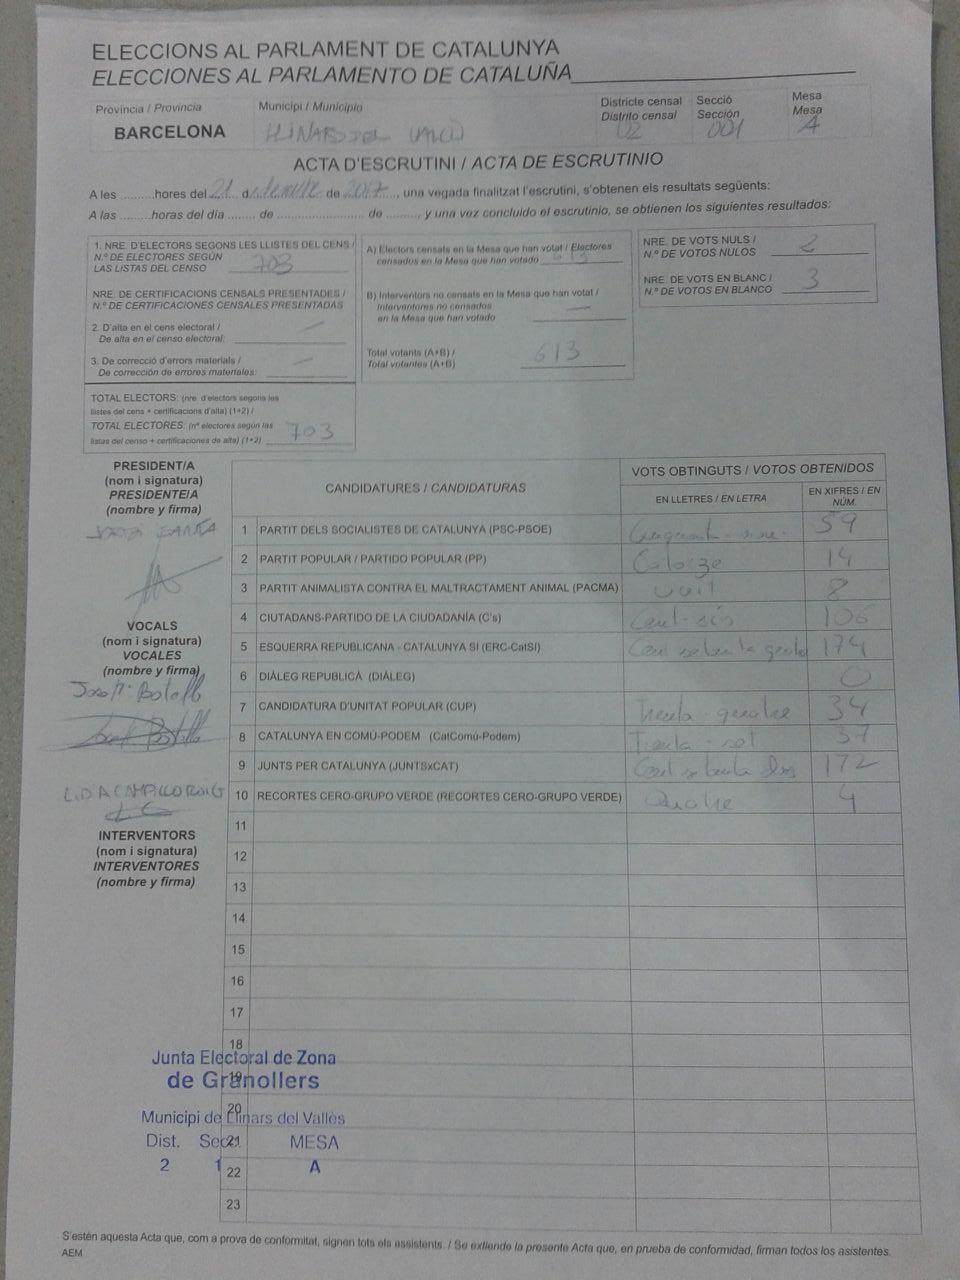 ELECCIONS AL PARLAMENT DE CATALUNYA
ELECCIONES AL PARLAMENTO DE CATALUÑA
Província / Provincia
BARCELONA
Municipi / Municipio
LLINARS DEL VALLÈS
Districte censal
Distrito censal
02
Secció
Sección
001
Mesa
Mesa
A
ACTA D'ESCRUTINI / ACTA DE ESCRUTINIO
A les ........hores del 21 d desembre de 2017, una vegada finalitzat l'escrutini, s'obtenen els resultats següents:
A las .........horas del día ....... de ....................... de ........, y una vez concluido el escrutinio, se obtienen los siguientes resultados:
1. NRE. D'ELECTORS SEGONS LES LLISTES DEL CENS /
N.º DE ELECTORES SEGÚN
LAS LISTAS DEL CENSO 703
NRE. DE CERTIFICACIONS CENSALS PRESENTADES /
N.º DE CERTIFICACIONES CENSALES PRESENTADAS
2. D'alta en el cens electoral /
De alta en el censo electoral: —
3. De correcció d'errors materials /
De corrección de errores materiales: —
TOTAL ELECTORS: (nre. d'electors segons les
llistes del cens + certificacions d'alta) (1+2) /
TOTAL ELECTORES: (nº electores según las
listas del censo + certificaciones de alta) (1+2) 703
A) Electors censats en la Mesa que han votat / Electores
censados en la Mesa que han votado 613
B) Interventors no censats en la Mesa que han votat /
Interventores no censados
en la Mesa que han votado —
Total votants (A+B) /
Total votantes (A+B) 613
NRE. DE VOTS NULS /
N.º DE VOTOS NULOS 2
NRE. DE VOTS EN BLANC /
N.º DE VOTOS EN BLANCO 3
PRESIDENT/A
(nom i signatura)
PRESIDENTE/A
(nombre y firma)
VOCALS
(nom i signatura)
VOCALES
(nombre y firma)
INTERVENTORS
(nom i signatura)
INTERVENTORES
(nombre y firma)
CANDIDATURES / CANDIDATURAS
VOTS OBTINGUTS / VOTOS OBTENIDOS
EN LLETRES / EN LETRA
EN XIFRES / EN NÚM.
1 PARTIT DELS SOCIALISTES DE CATALUNYA (PSC-PSOE) Cinquanta-nou 59
2 PARTIT POPULAR / PARTIDO POPULAR (PP) Catorze 14
3 PARTIT ANIMALISTA CONTRA EL MALTRACTAMENT ANIMAL (PACMA) vuit 8
4 CIUTADANS-PARTIDO DE LA CIUDADANÍA (C's) Cent-sis 106
5 ESQUERRA REPUBLICANA - CATALUNYA SÍ (ERC-CatSÍ) Cent setanta 174
6 DIÀLEG REPUBLICÀ (DIÀLEG) 0
7 CANDIDATURA D'UNITAT POPULAR (CUP) Trenta-quatre 34
8 CATALUNYA EN COMÚ-PODEM (CatComú-Podem) Trenta-set 37
9 JUNTS PER CATALUNYA (JUNTSxCAT) Cent setanta dos 172
10 RECORTES CERO-GRUPO VERDE (RECORTES CERO-GRUPO VERDE) Quatre 4
11
12
13
14
15
16
17
18
19
20
21
22
23
Junta Electoral de Zona
de Granollers
Municipi de Llinars del Vallès
Dist. Secc. MESA
2 1 A
S'estén aquesta Acta que, com a prova de conformitat, signen tots els assistents. / Se extiende la presente Acta que, en prueba de conformidad, firman todos los asistentes.
AEM